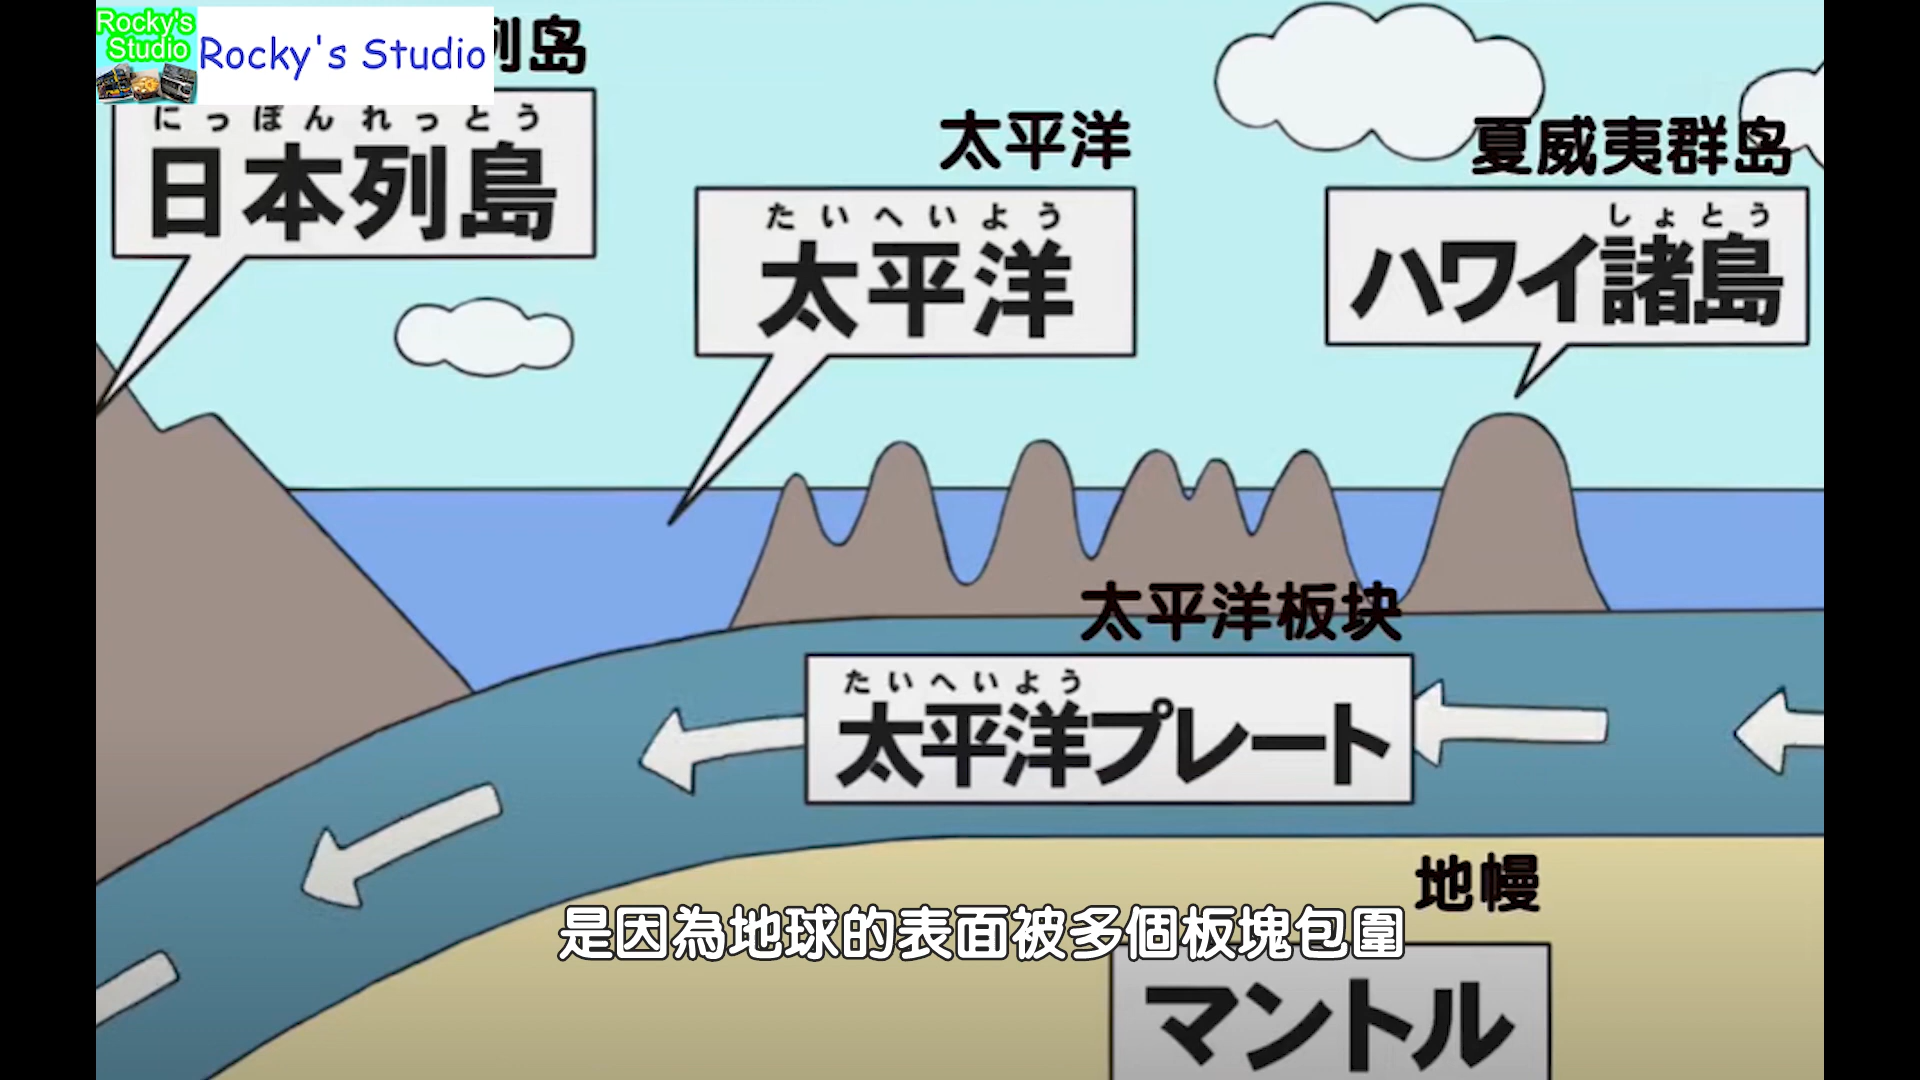 Rocky's
Studio
Rocky's Studio
列岛
にっぽんれっとう
日本列島
太平洋
たいへいよう
太平洋
夏威夷群岛
しょとう
ハワイ諸島
太平洋板块
たいへいよう
太平洋プレート
地幔
是因為地球的表面被多個板塊包圍
マントル